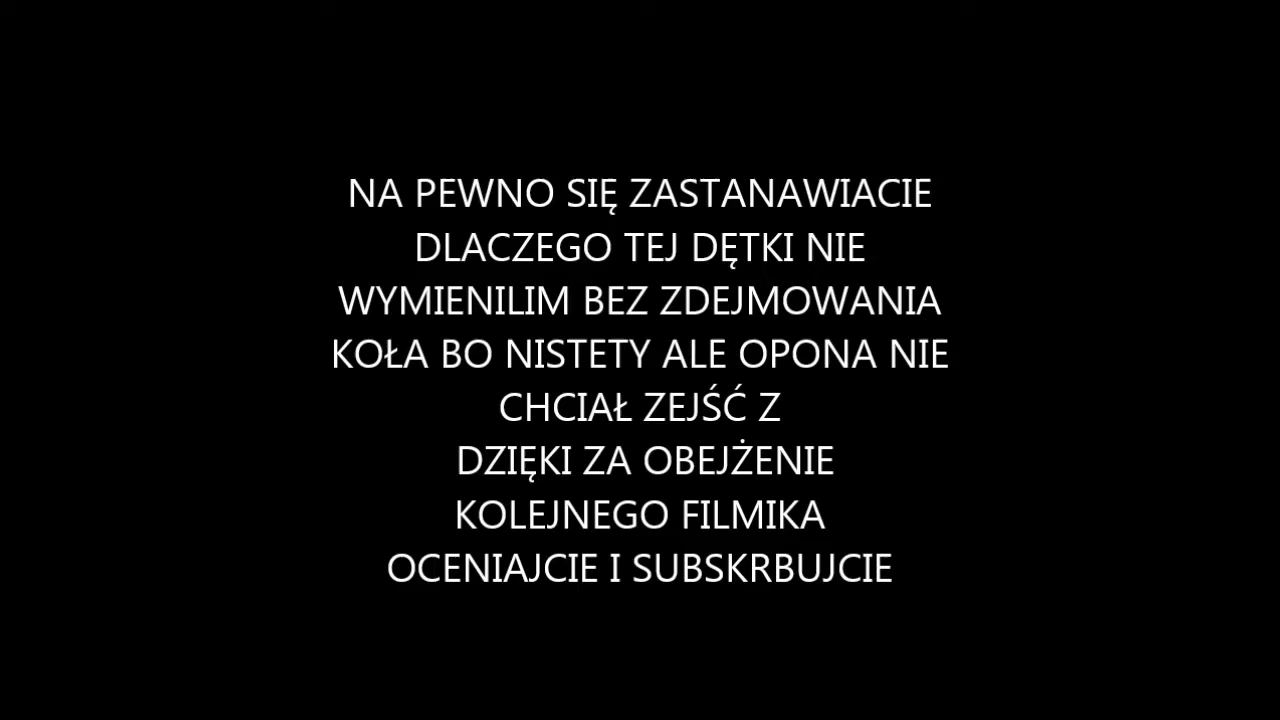 NA PEWNO SIĘ ZASTANAWIACIE
DLACZEGO TEJ DĘTKI NIE
WYMIENILIM BEZ ZDEJMOWANIA
KOŁA BO NISTETY ALE OPONA NIE
CHCIAŁ ZEJŚĆ Z
DZIĘKI ZA OBEJŻENIE
KOLEJNEGO FILMIKA
OCENIAJCIE I SUBSKRBUJCIE